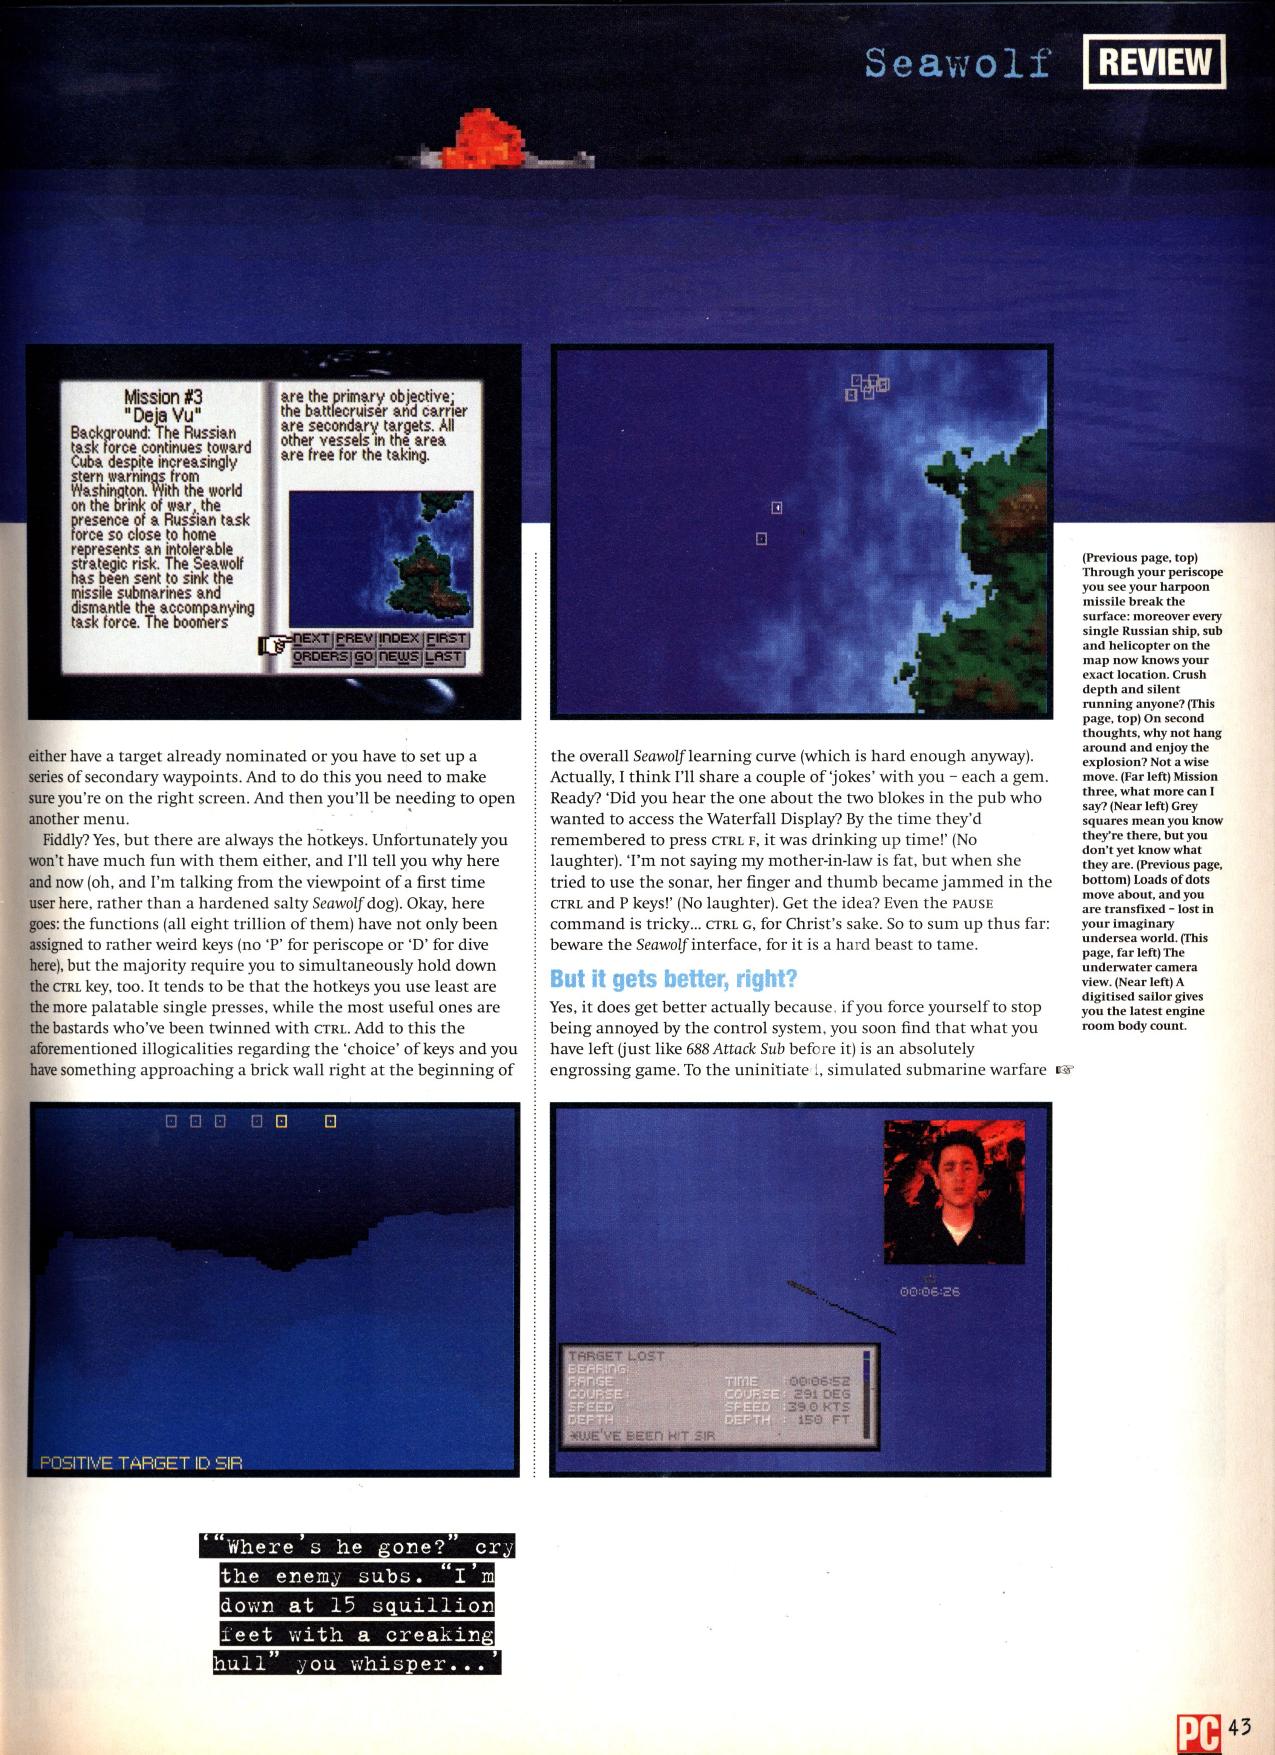 Seawolf REVIEW
Mission #3
"Deja Vu"
Background: The Russian
task force continues toward
Cuba despite increasingly
stern warnings from
Washington. With the world
on the brink of war, the
presence of a Russian task
force so close to home
represents an intolerable
strategic risk. The Seawolf
has been sent to sink the
missile submarines and
dismantle the accompanying
task force. The boomers
are the primary objective;
the battlecruiser and carrier
are secondary targets. All
other vessels in the area
are free for the taking.
NEXT PREV INDEX FIRST
ORDERS GO NEWS LAST
either have a target already nominated or you have to set up a
series of secondary waypoints. And to do this you need to make
sure you're on the right screen. And then you'll be needing to open
another menu.
Fiddly? Yes, but there are always the hotkeys. Unfortunately you
won't have much fun with them either, and I'll tell you why here
and now (oh, and I'm talking from the viewpoint of a first time
user here, rather than a hardened salty Seawolf dog). Okay, here
goes: the functions (all eight trillion of them) have not only been
assigned to rather weird keys (no 'P' for periscope or 'D' for dive
here), but the majority require you to simultaneously hold down
the CTRL key, too. It tends to be that the hotkeys you use least are
the more palatable single presses, while the most useful ones are
the bastards who've been twinned with CTRL. Add to this the
aforementioned illogicalities regarding the 'choice' of keys and you
have something approaching a brick wall right at the beginning of
the overall Seawolf learning curve (which is hard enough anyway).
Actually, I think I'll share a couple of 'jokes' with you – each a gem.
Ready? 'Did you hear the one about the two blokes in the pub who
wanted to access the Waterfall Display? By the time they'd
remembered to press CTRL F, it was drinking up time!' (No
laughter). 'I'm not saying my mother-in-law is fat, but when she
tried to use the sonar, her finger and thumb became jammed in the
CTRL and P keys!' (No laughter). Get the idea? Even the PAUSE
command is tricky... CTRL G, for Christ's sake. So to sum up thus far:
beware the Seawolf interface, for it is a hard beast to tame.
But it gets better, right?
Yes, it does get better actually because, if you force yourself to stop
being annoyed by the control system, you soon find that what you
have left (just like 688 Attack Sub before it) is an absolutely
engrossing game. To the uninitiated, simulated submarine warfare ☞
(Previous page, top)
Through your periscope
you see your harpoon
missile break the
surface: moreover every
single Russian ship, sub
and helicopter on the
map now knows your
exact location. Crush
depth and silent
running anyone? (This
page, top) On second
thoughts, why not hang
around and enjoy the
explosion? Not a wise
move. (Far left) Mission
three, what more can I
say? (Near left) Grey
squares mean you know
they're there, but you
don't yet know what
they are. (Previous page,
bottom) Loads of dots
move about, and you
are transfixed – lost in
your imaginary
undersea world. (This
page, far left) The
underwater camera
view. (Near left) A
digitised sailor gives
you the latest engine
room body count.
POSITIVE TARGET ID SIR
00:06:26
TARGET LOST
BEARING:
RANGE : TIME :00:06:52
COURSE: COURSE: 291 DEG
SPEED : SPEED :39.0 KTS
DEPTH : DEPTH : 150 FT
*WE'VE BEEN HIT SIR
'"Where's he gone?" cry
the enemy subs. "I'm
down at 15 squillion
feet with a creaking
hull" you whisper...'
PC 43